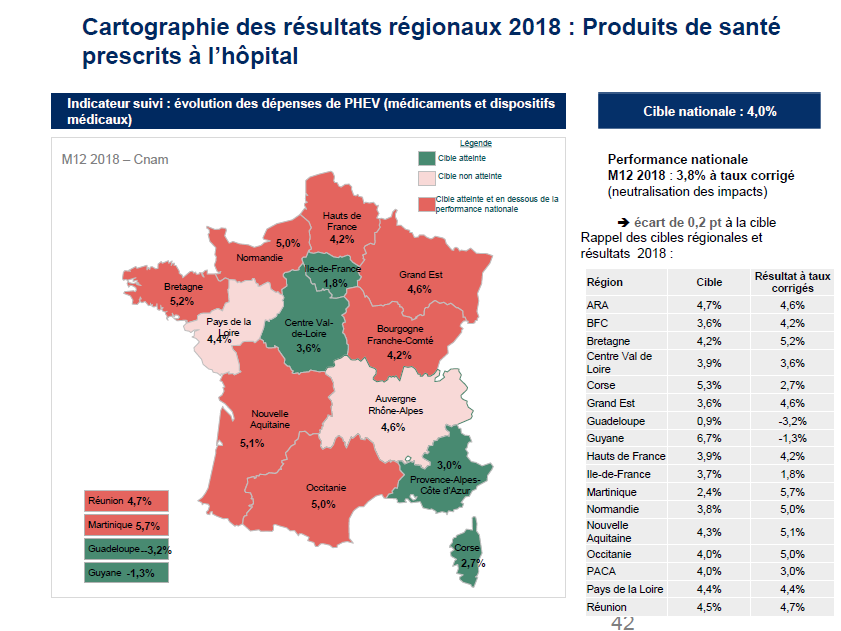 Cartographie des résultats régionaux 2018 : Produits de santé
prescrits à l'hôpital
Indicateur suivi : évolution des dépenses de PHEV (médicaments et dispositifs
médicaux)
M12 2018 – Cnam
Légende
Cible atteinte
Cible non atteinte
Cible atteinte et en dessous de la
performance nationale
Hauts de
France
4,2%
5,0%
Normandie
Ile-de-France
1,8%
Grand Est
4,6%
Bretagne
5,2%
Pays de la
Loire
4,4%
Centre Val-
de-Loire
3,6%
Bourgogne
Franche-Comté
4,2%
Auvergne
Rhône-Alpes
4,6%
Nouvelle
Aquitaine
5,1%
Occitanie
5,0%
3,0%
Provence-Alpes-
Côte d'Azur
Corse
2,7%
Réunion 4,7%
Martinique 5,7%
Guadeloupe –3,2%
Guyane -1,3%
Cible nationale : 4,0%
Performance nationale
M12 2018 : 3,8% à taux corrigé
(neutralisation des impacts)
➔ écart de 0,2 pt à la cible
Rappel des cibles régionales et
résultats 2018 :
Région Cible Résultat à taux
corrigés
ARA 4,7% 4,6%
BFC 3,6% 4,2%
Bretagne 4,2% 5,2%
Centre Val de
Loire 3,9% 3,6%
Corse 5,3% 2,7%
Grand Est 3,6% 4,6%
Guadeloupe 0,9% -3,2%
Guyane 6,7% -1,3%
Hauts de France 3,9% 4,2%
Ile-de-France 3,7% 1,8%
Martinique 2,4% 5,7%
Normandie 3,8% 5,0%
Nouvelle
Aquitaine 4,3% 5,1%
Occitanie 4,0% 5,0%
PACA 4,0% 3,0%
Pays de la Loire 4,4% 4,4%
Réunion 4,5% 4,7%
42